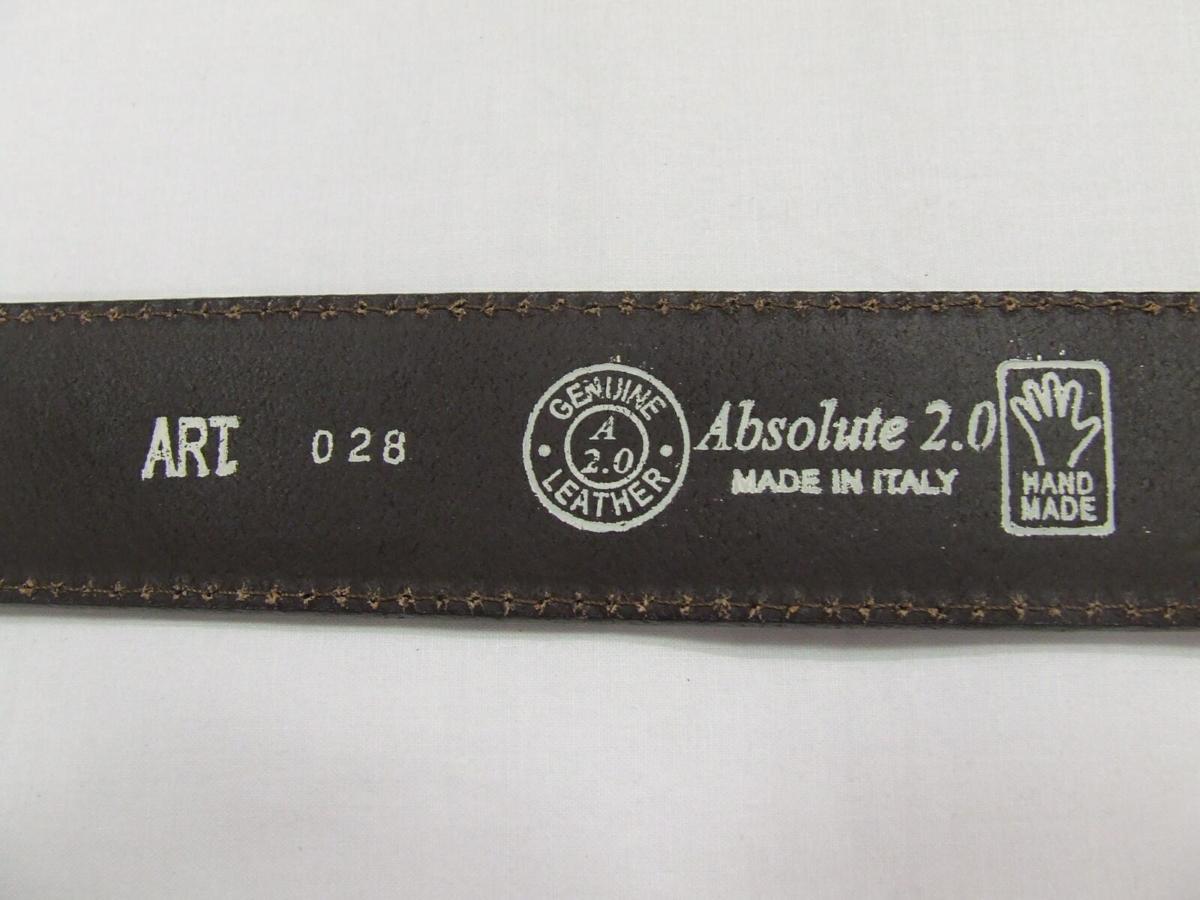 ART 028
GENUINE
A
2.0
LEATHER
Absolute 2.0
MADE IN ITALY
HAND
MADE